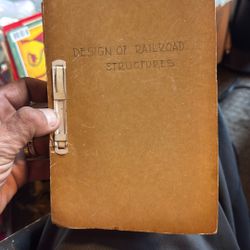 DESIGN OF RAILROAD
STRUCTURES